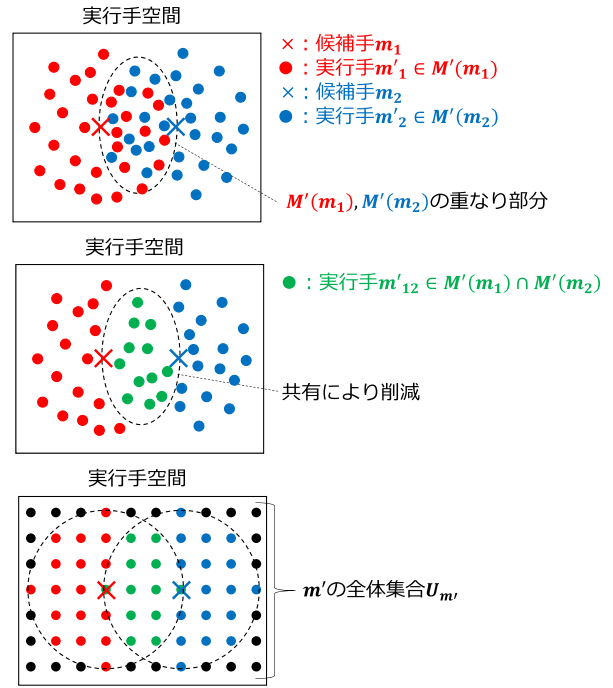 実行手空間
×：候補手m₁
●：実行手m'₁ ∈ M'(m₁)
×：候補手m₂
●：実行手m'₂ ∈ M'(m₂)
M'(m₁), M'(m₂)の重なり部分
実行手空間
●：実行手m'₁₂ ∈ M'(m₁) ∩ M'(m₂)
共有により削減
実行手空間
m'の全体集合Uₘ′